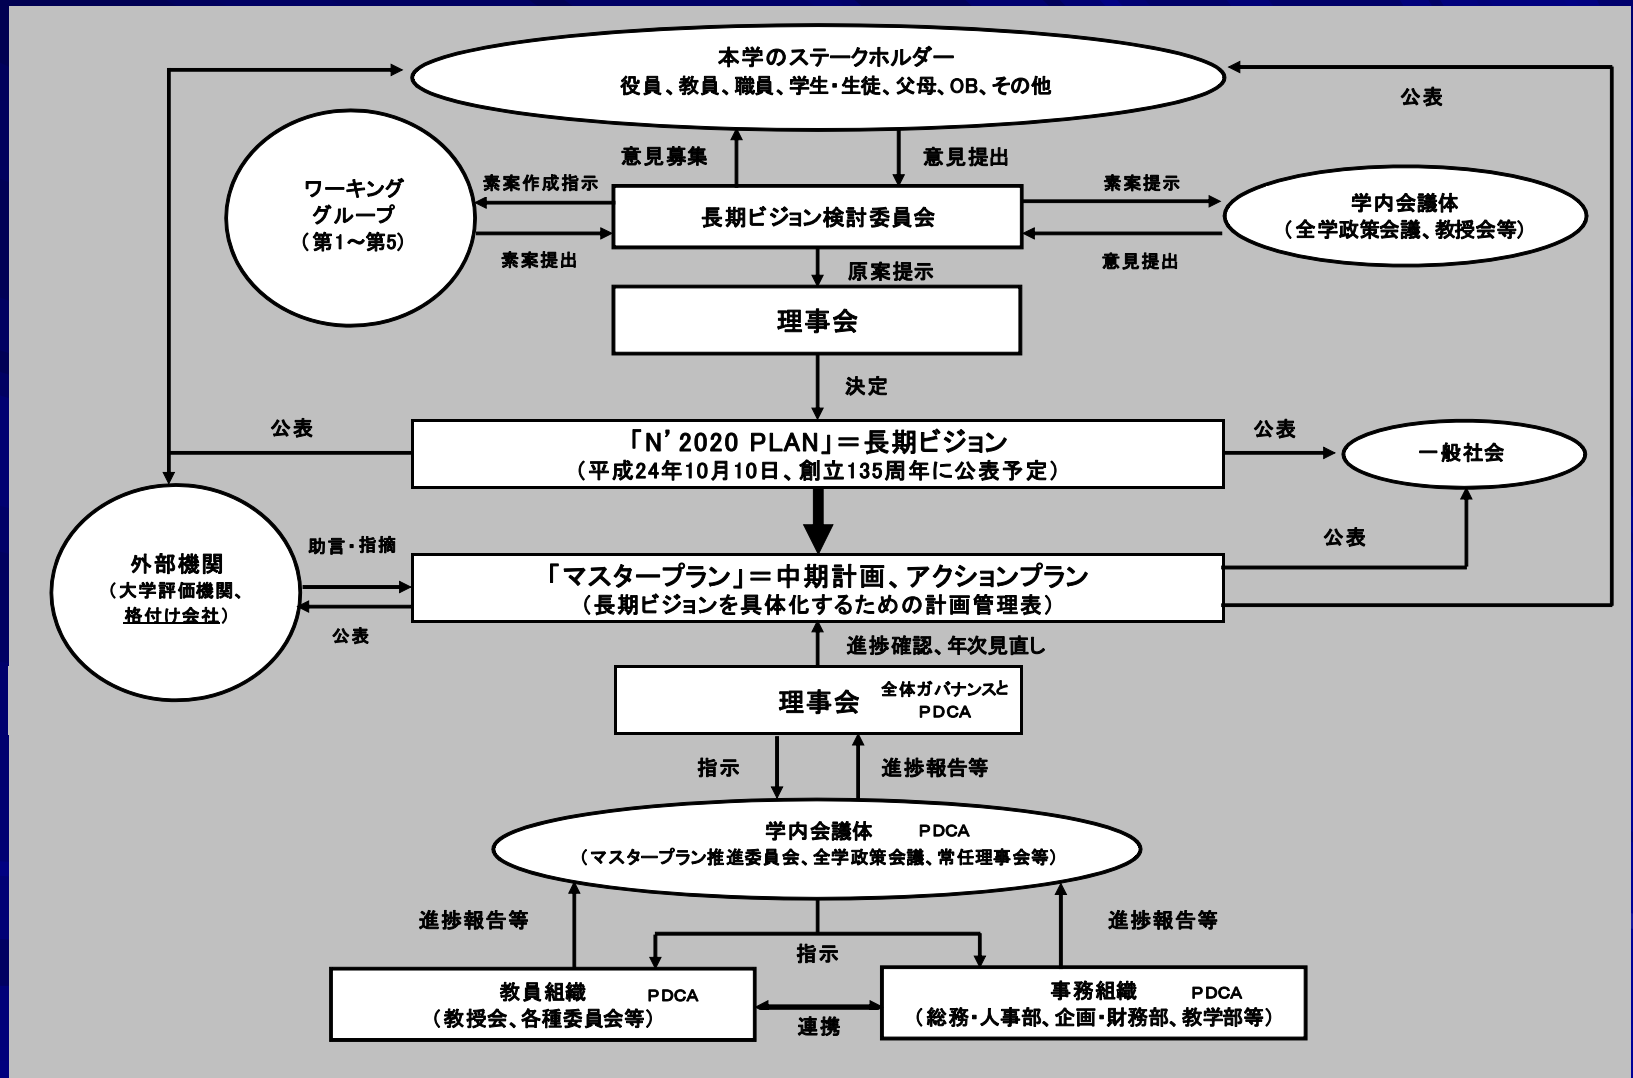 本学のステークホルダー
役員、教員、職員、学生・生徒、父母、OB、その他
公表
意見募集
意見提出
ワーキング
グループ
（第1～第5）
素案作成指示
素案提出
長期ビジョン検討委員会
素案提示
意見提出
学内会議体
（全学政策会議、教授会等）
原案提示
理事会
決定
公表
「N’2020 PLAN」＝長期ビジョン
（平成24年10月10日、創立135周年に公表予定）
公表
一般社会
外部機関
（大学評価機関、
格付け会社）
助言・指摘
公表
「マスタープラン」＝中期計画、アクションプラン
（長期ビジョンを具体化するための計画管理表）
公表
進捗確認、年次見直し
理事会
全体ガバナンスと
PDCA
指示
進捗報告等
学内会議体 PDCA
（マスタープラン推進委員会、全学政策会議、常任理事会等）
進捗報告等
指示
進捗報告等
教員組織 PDCA
（教授会、各種委員会等）
連携
事務組織 PDCA
（総務・人事部、企画・財務部、教学部等）